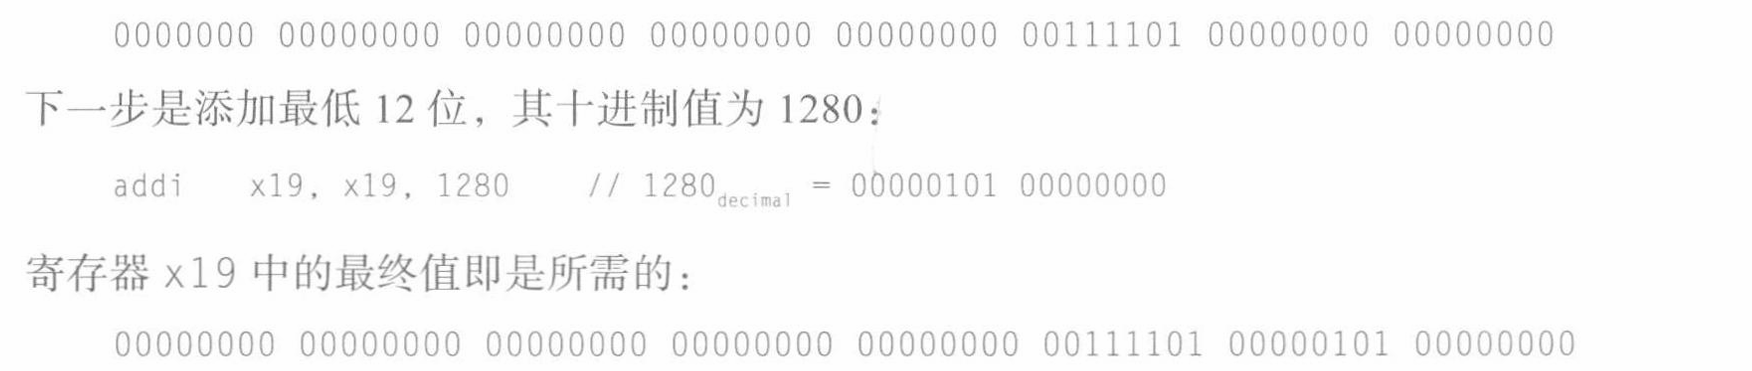 0000000 00000000 00000000 00000000 00000000 00111101 00000000 00000000
下一步是添加最低 12 位，其十进制值为 1280：
addi x19, x19, 1280 // 1280decimal = 00000101 00000000
寄存器 x19 中的最终值即是所需的：
00000000 00000000 00000000 00000000 00000000 00111101 00000101 00000000